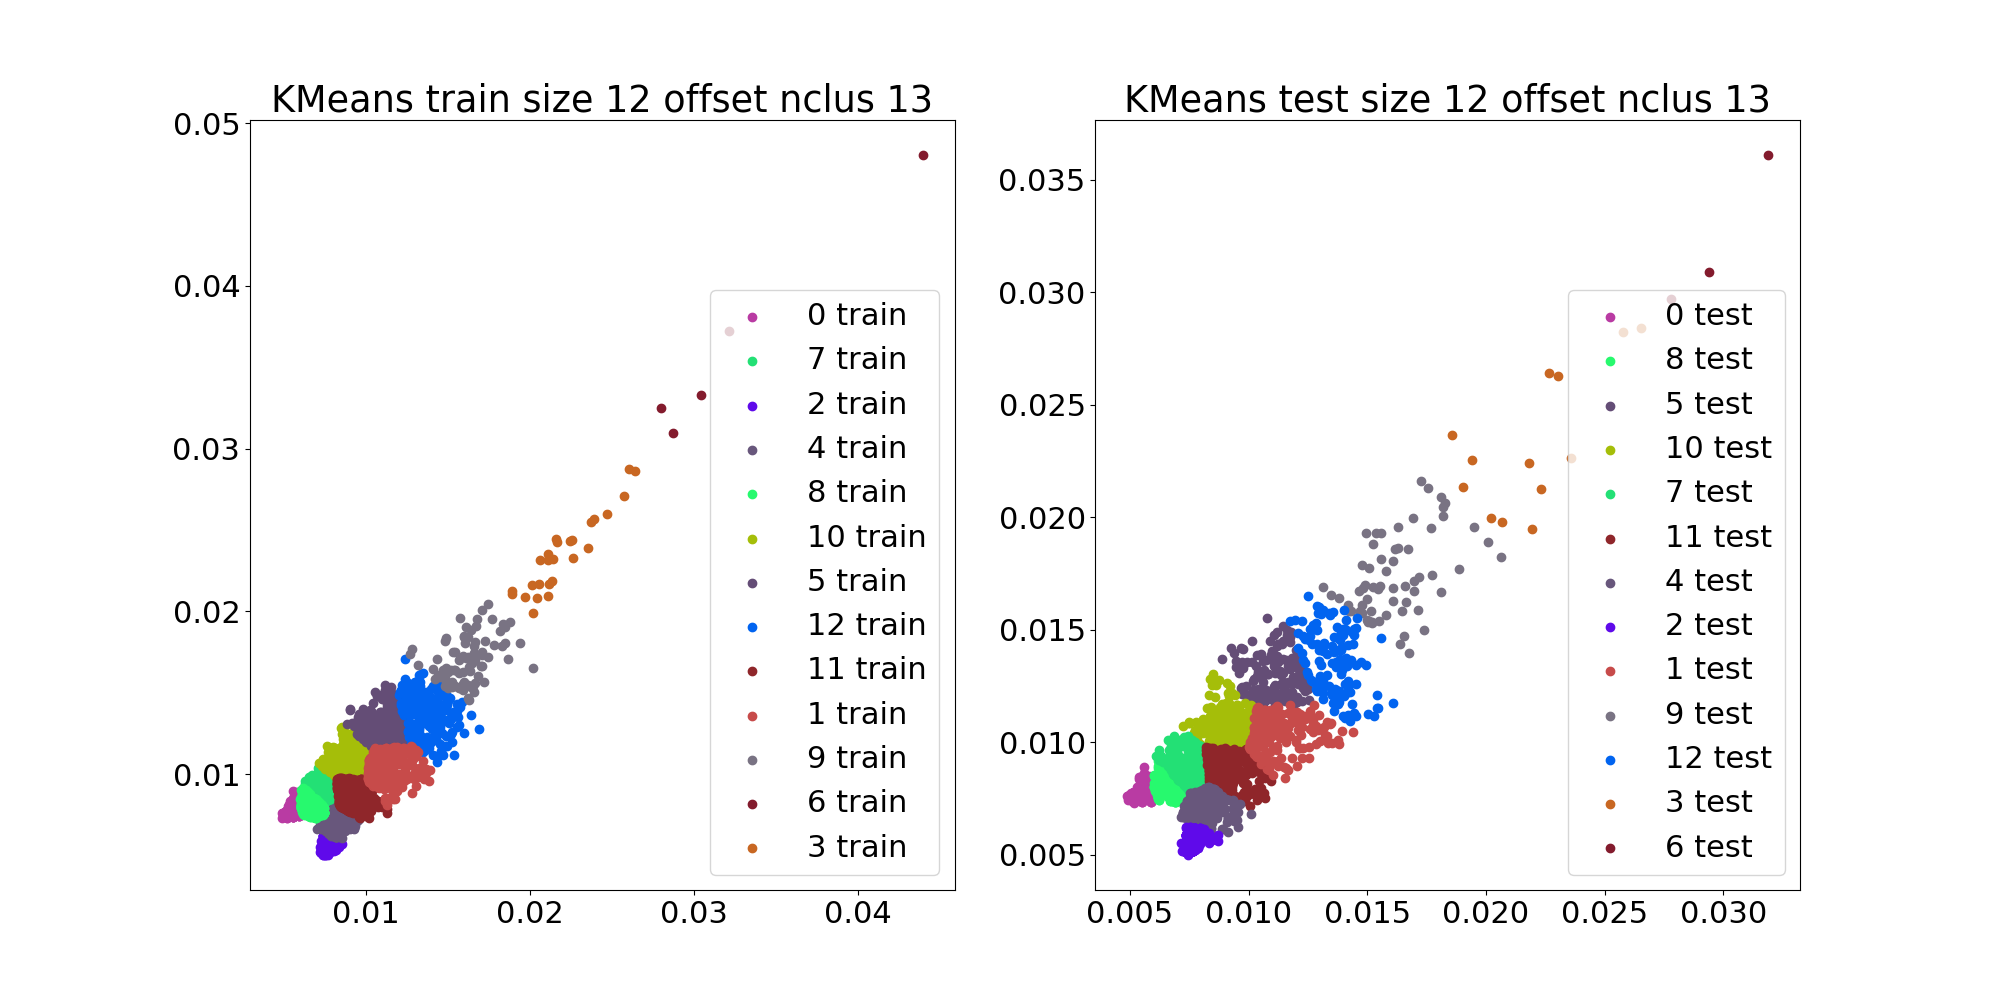 KMeans train size 12 offset nclus 13
0.05
0.04
0.03
0.02
0.01
0.01 0.02 0.03 0.04
0 train
7 train
2 train
4 train
8 train
10 train
5 train
12 train
11 train
1 train
9 train
6 train
3 train
KMeans test size 12 offset nclus 13
0.035
0.030
0.025
0.020
0.015
0.010
0.005
0.005 0.010 0.015 0.020 0.025 0.030
0 test
8 test
5 test
10 test
7 test
11 test
4 test
2 test
1 test
9 test
12 test
3 test
6 test